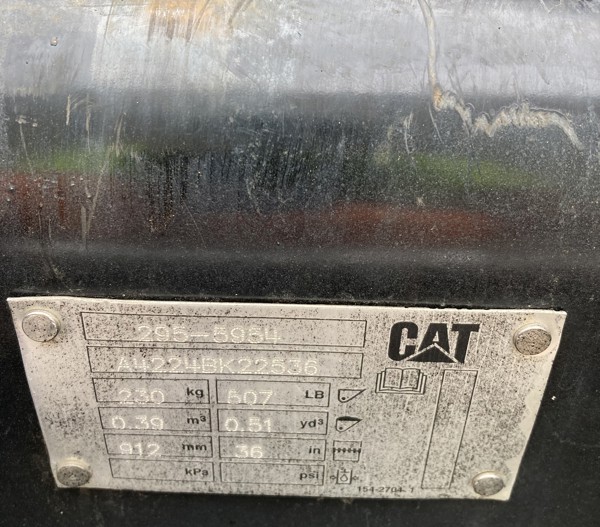 295-5954
CAT
A4224BK22536
230 kg 507 LB
0.39 m³ 0.51 yd³
912 mm 36 in
kPa psi
154-2704